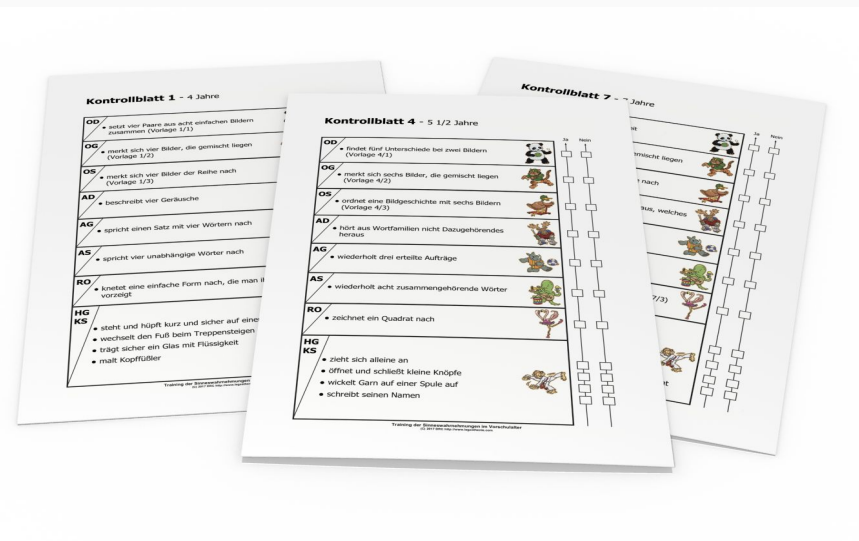 Kontrollblatt 1 - 4 Jahre
OD
• setzt vier Paare aus acht einfachen Bildern
zusammen (Vorlage 1/1)
OG
• merkt sich vier Bilder, die gemischt liegen
(Vorlage 1/2)
OS
• merkt sich vier Bilder der Reihe nach
(Vorlage 1/3)
AD
• beschreibt vier Geräusche
AG
• spricht einen Satz mit vier Wörtern nach
AS
• spricht vier unabhängige Wörter nach
RO
• knetet eine einfache Form nach, die man
vorzeigt
HG
KS
• steht und hüpft kurz und sicher auf
• wechselt den Fuß beim Treppensteigen
• trägt sicher ein Glas mit Flüssigkeit
• malt Kopffüßler
Training der Sinneswahrnehmungen
Kontrollblatt 4 - 5 1/2 Jahre
Ja Nein
OD
• findet fünf Unterschiede bei zwei Bildern
(Vorlage 4/1)
OG
• merkt sich sechs Bilder, die gemischt liegen
(Vorlage 4/2)
OS
• ordnet eine Bildgeschichte mit sechs Bildern
(Vorlage 4/3)
AD
• hört aus Wortfamilien nicht Dazugehörendes
heraus
AG
• wiederholt drei erteilte Aufträge
AS
• wiederholt acht zusammengehörende Wörter
RO
• zeichnet ein Quadrat nach
HG
KS
• zieht sich alleine an
• öffnet und schließt kleine Knöpfe
• wickelt Garn auf einer Spule auf
• schreibt seinen Namen
Training der Sinneswahrnehmungen im Vorschulalter
Kontrollblatt 7 - Jahre
Ja Nein
gemischt liegen
nach
aus, welches
7/3)